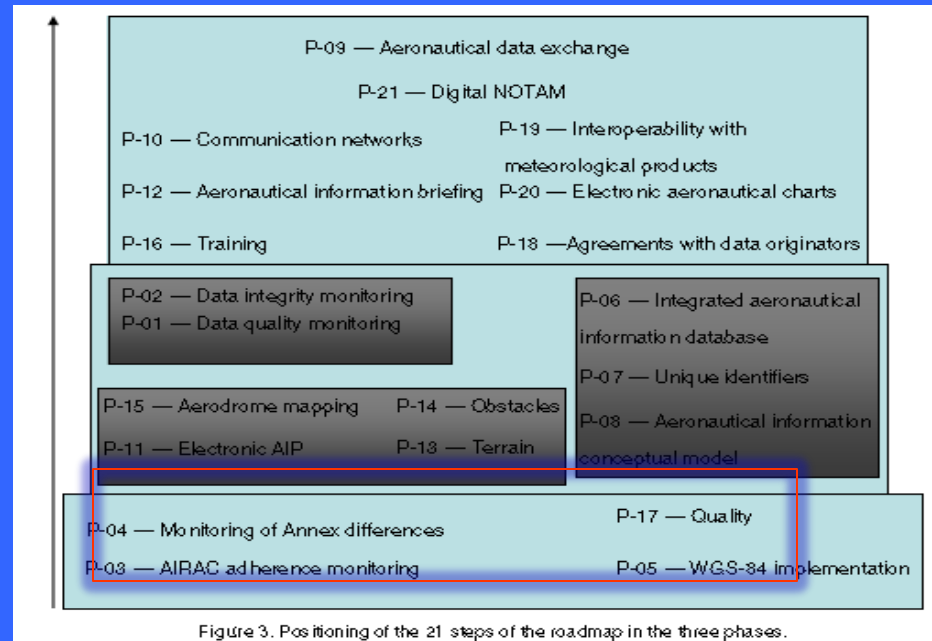 P-09 — Aeronautical data exchange
P-21 — Digital NOTAM
P-10 — Communication networks
P-19 — Interoperability with
meteorological products
P-12 — Aeronautical information briefing
P-20 — Electronic aeronautical charts
P-16 — Training
P-18 —Agreements with data originators
P-02 — Data integrity monitoring
P-01 — Data quality monitoring
P-06 — Integrated aeronautical
information database
P-07 — Unique identifiers
P-08 — Aeronautical information
conceptual model
P-15 — Aerodrome mapping
P-14 — Obstacles
P-11 — Electronic AIP
P-13 — Terrain
P-04 — Monitoring of Annex differences
P-17 — Quality
P-03 — AIRAC adherence monitoring
P-05 — WGS-84 implementation
Figure 3. Positioning of the 21 steps of the roadmap in the three phases.